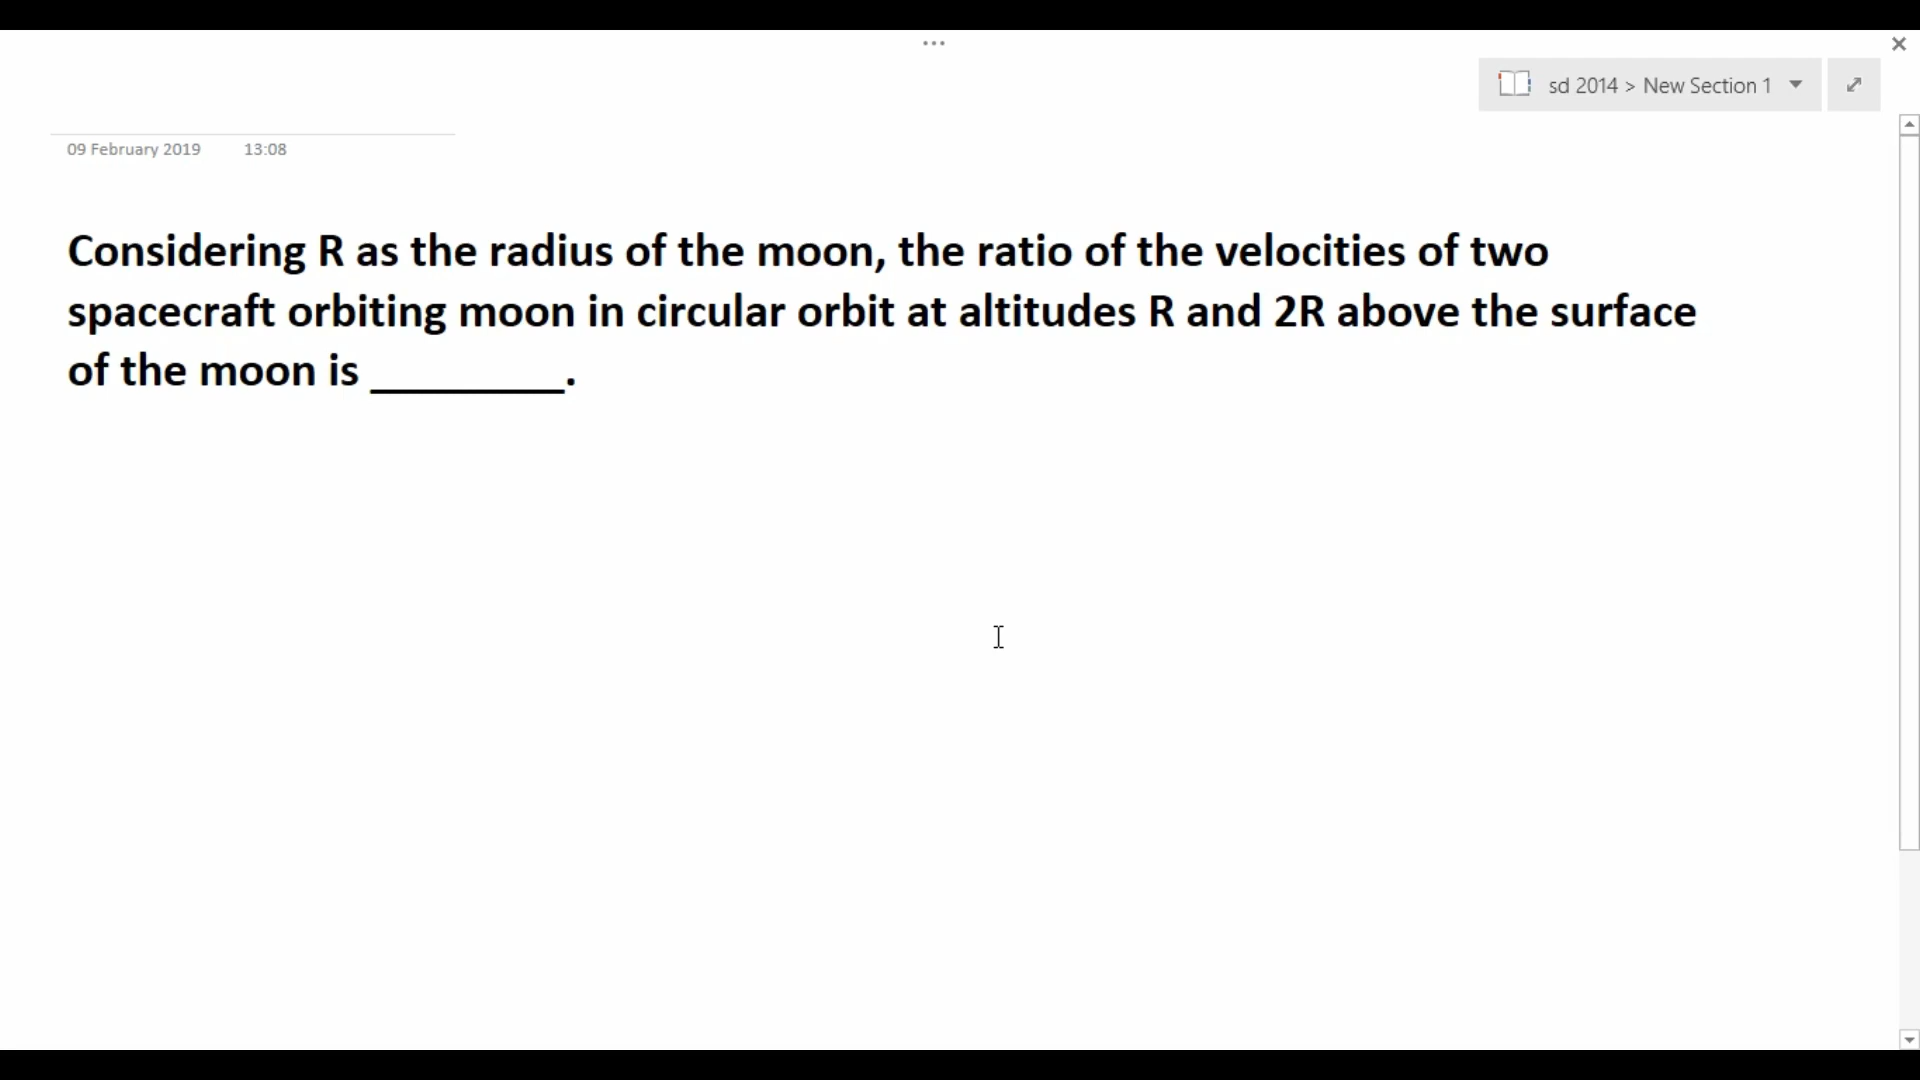 sd 2014 > New Section 1
09 February 2019 13:08
Considering R as the radius of the moon, the ratio of the velocities of two
spacecraft orbiting moon in circular orbit at altitudes R and 2R above the surface
of the moon is _________.